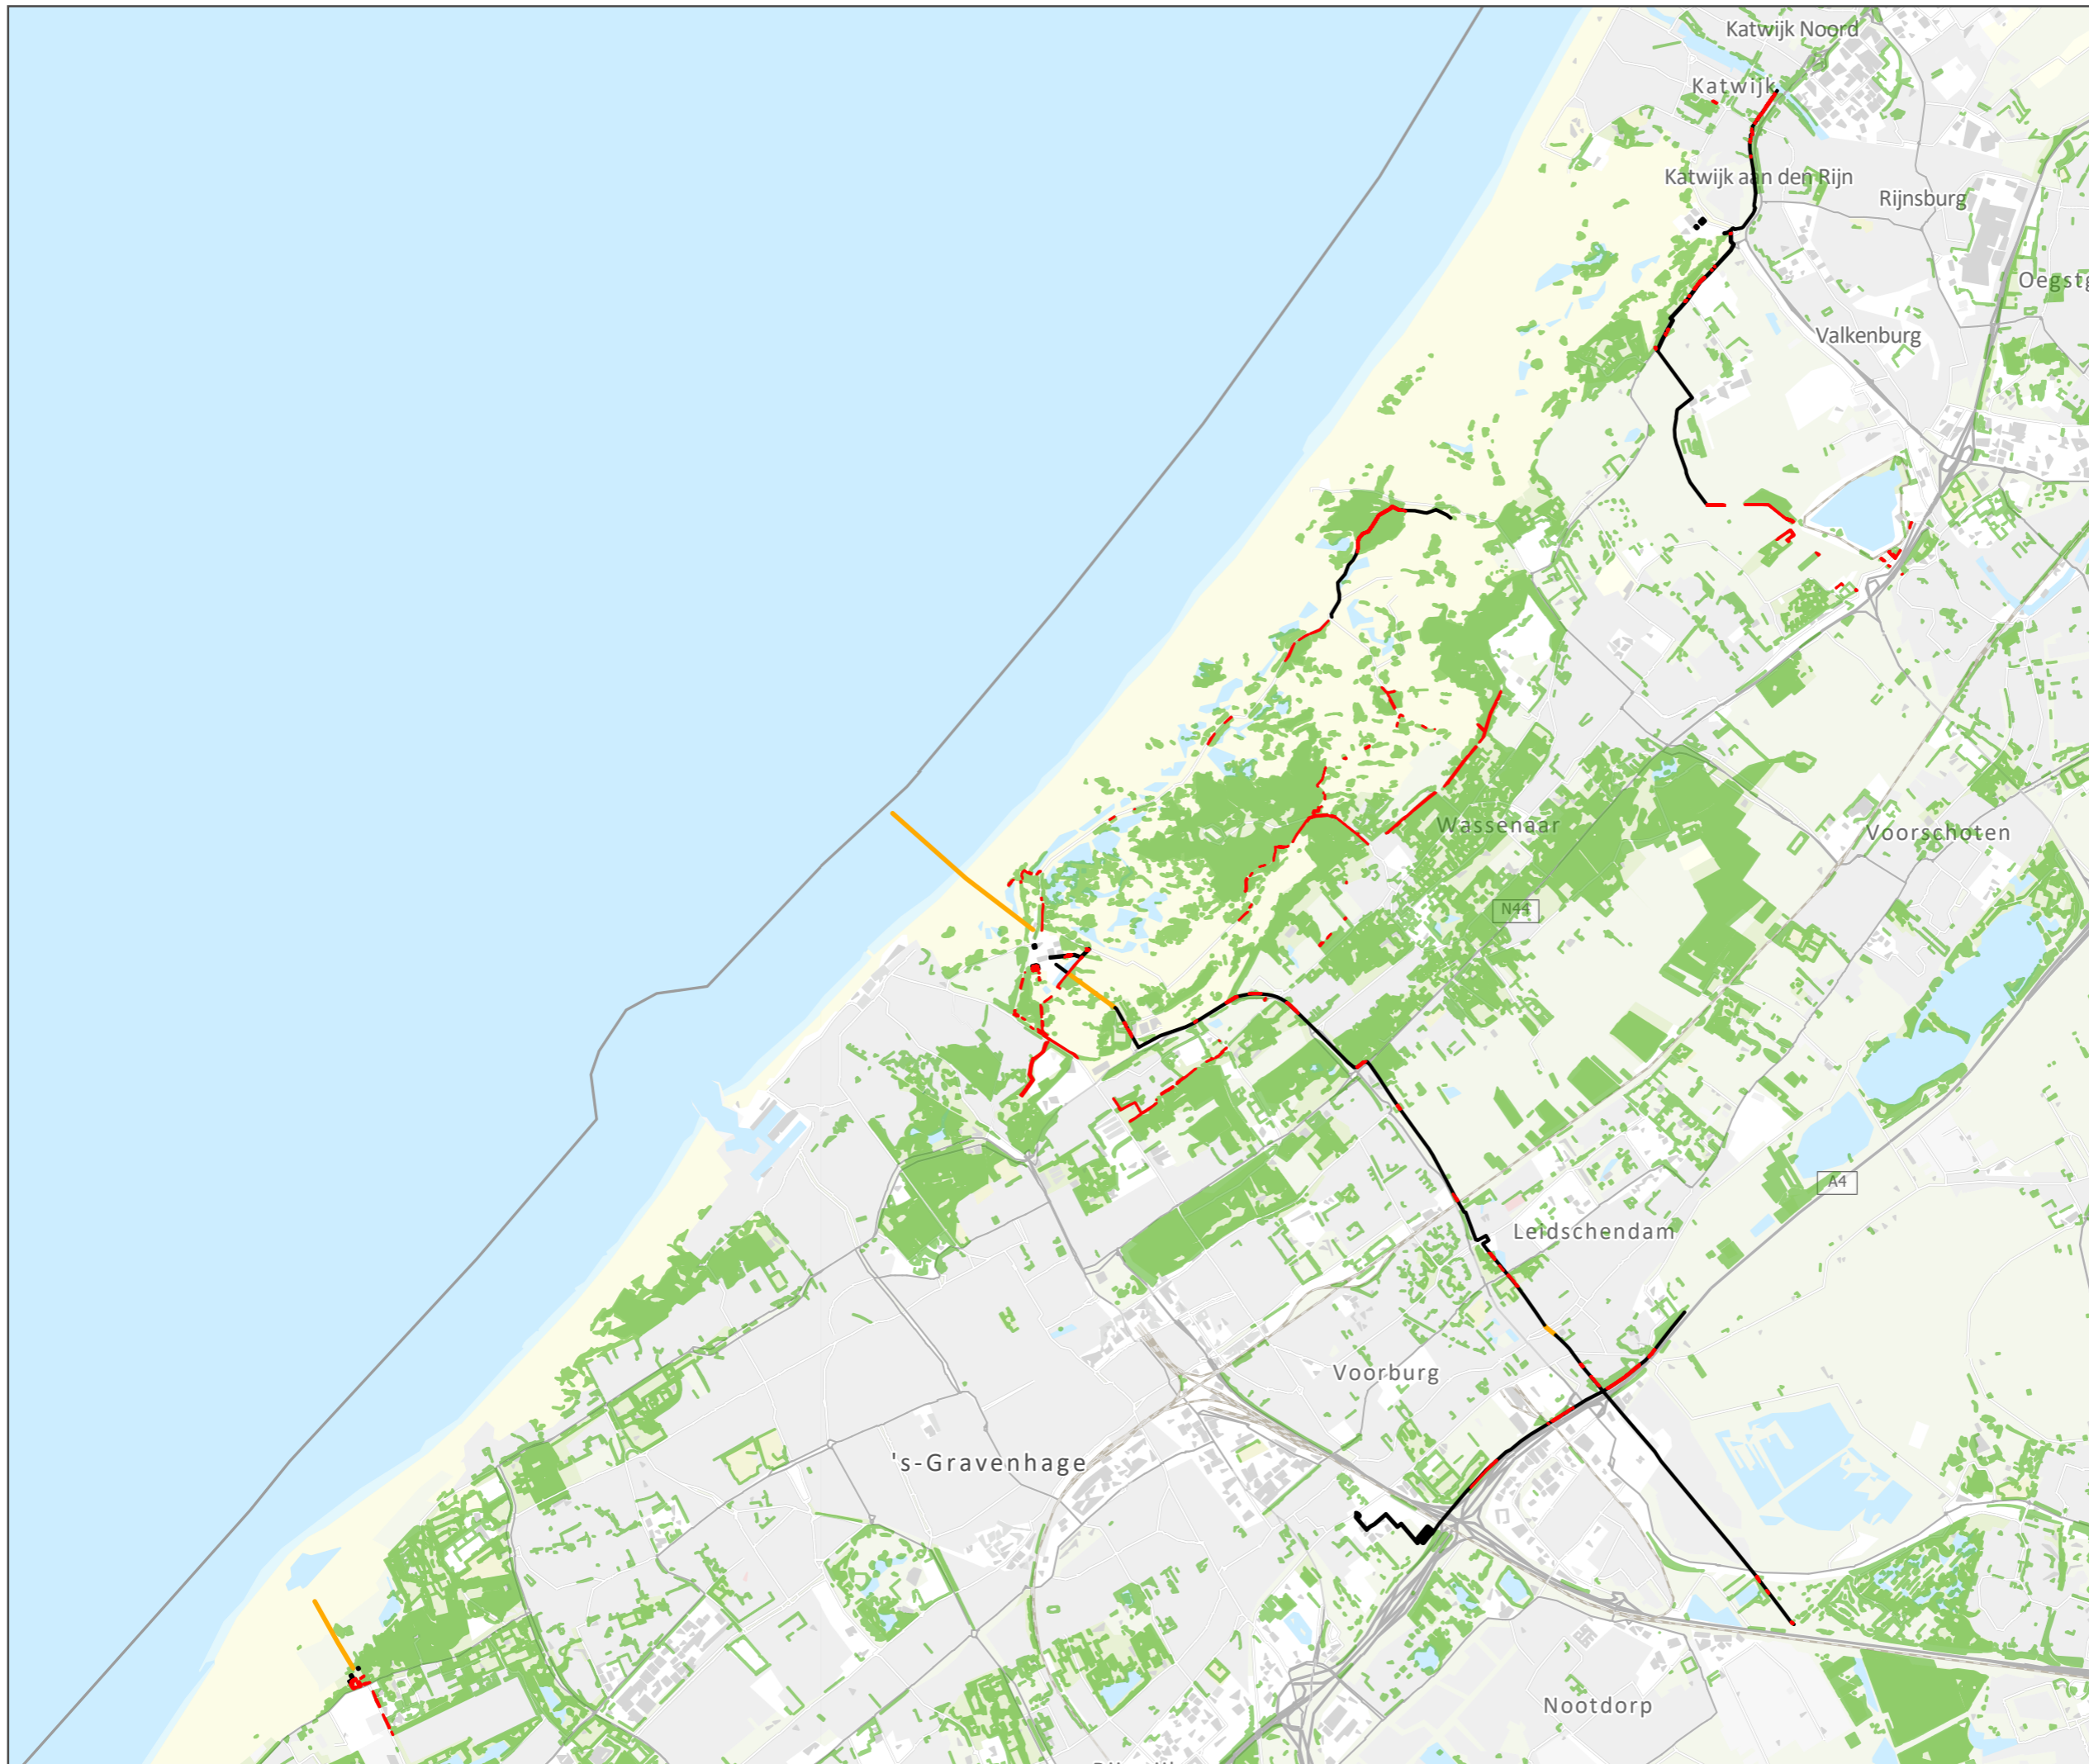 Katwijk Noord
Katwijk
Katwijk aan den Rijn
Rijnsburg
Oegstg
Valkenburg
Wassenaar
Voorschoten
N44
A4
Leidschendam
Voorburg
's-Gravenhage
Nootdorp